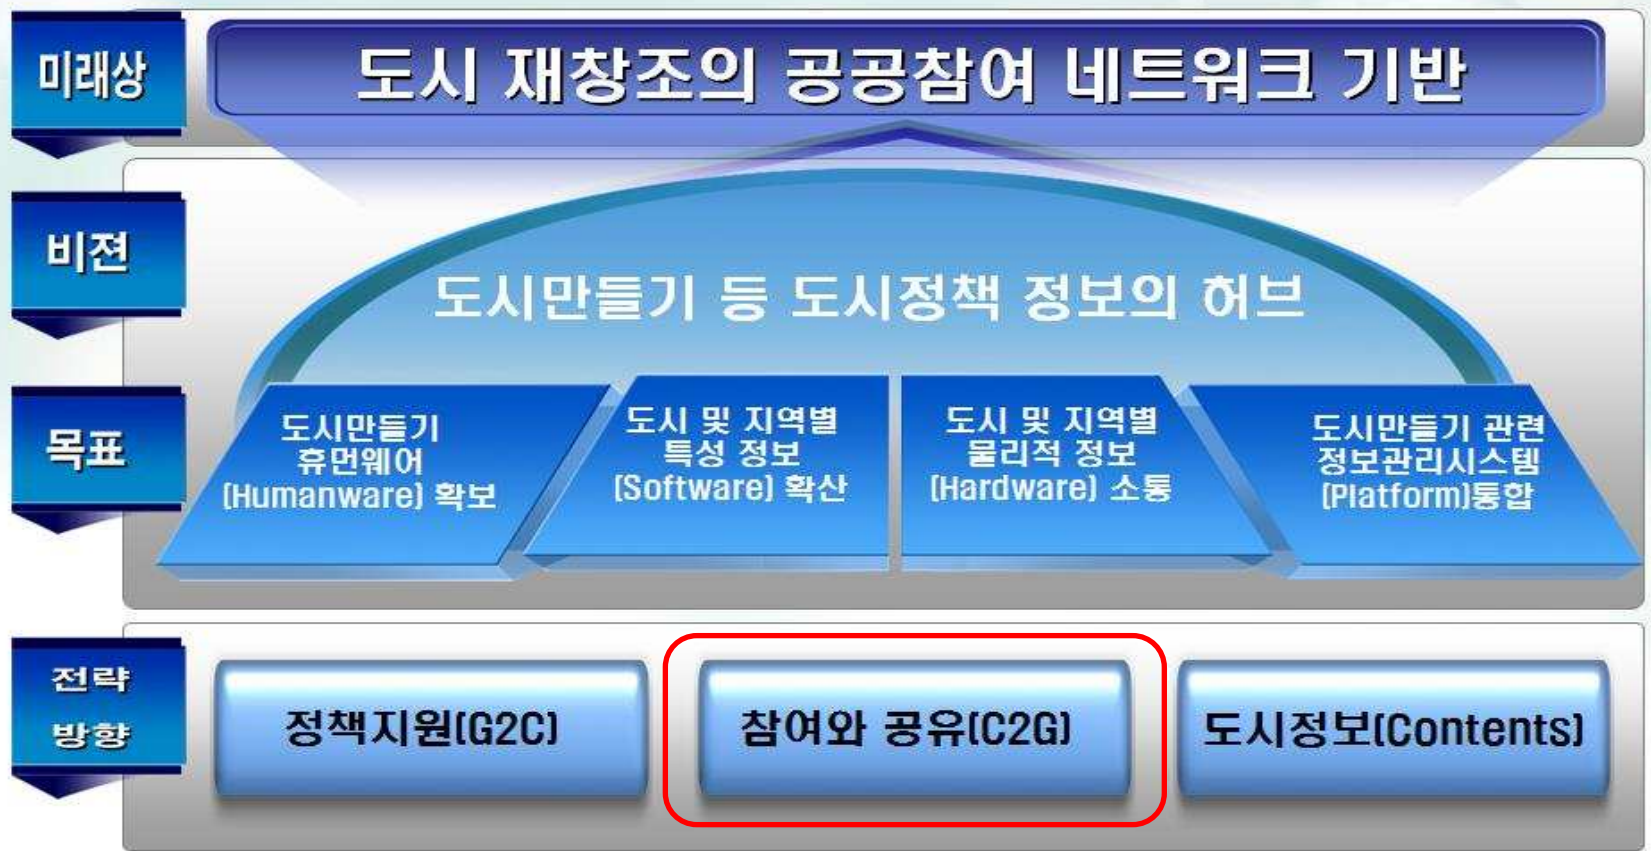 미래상
도시 재창조의 공공참여 네트워크 기반
비젼
도시만들기 등 도시정책 정보의 허브
목표
도시만들기
휴먼웨어
(Humanware) 확보
도시 및 지역별
특성 정보
(Software) 확산
도시 및 지역별
물리적 정보
(Hardware) 소통
도시만들기 관련
정보관리시스템
(Platform)통합
전략
방향
정책지원(G2C)
참여와 공유(C2G)
도시정보(Contents)